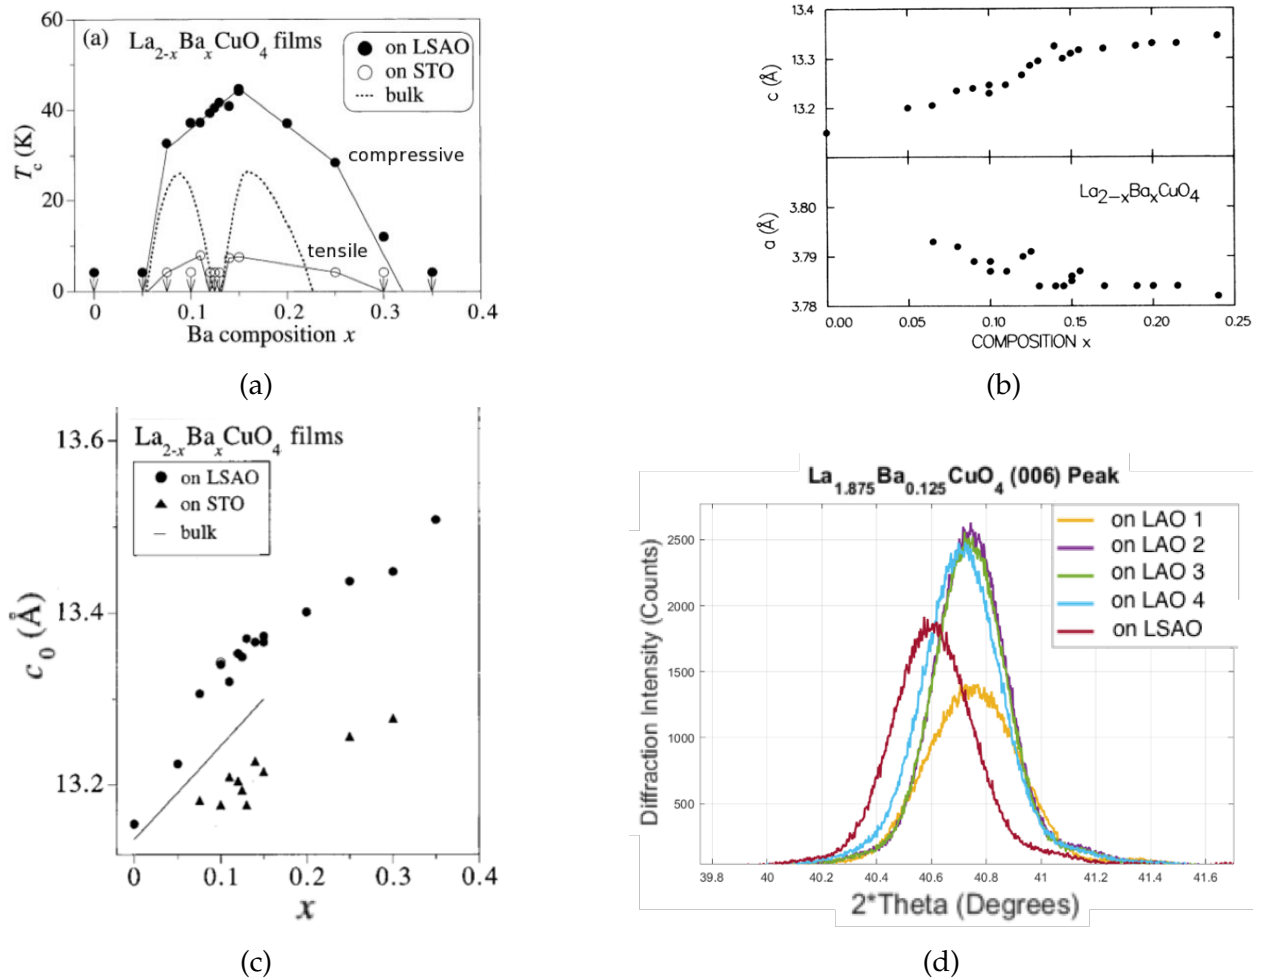 60
(a) La2-xBaxCuO4 films
on LSAO
on STO
bulk
40
Tc (K)
compressive
20
tensile
0
0 0.1 0.2 0.3 0.4
Ba composition x
(a)
13.4
13.3
c (Å)
13.2
La2-xBaxCuO4
3.80
a (Å)
3.79
3.78
0.00 0.05 0.10 0.15 0.20 0.25
COMPOSITION x
(b)
13.6
La2-xBaxCuO4 films
on LSAO
on STO
bulk
13.4
c0 (Å)
13.2
0 0.1 0.2 0.3 0.4
x
(c)
La1.875Ba0.125CuO4 (006) Peak
on LAO 1
on LAO 2
on LAO 3
on LAO 4
on LSAO
2500
2000
1500
1000
500
Diffraction Intensity (Counts)
39.8 40 40.2 40.4 40.6 40.8 41 41.2 41.4 41.6
2*Theta (Degrees)
(d)